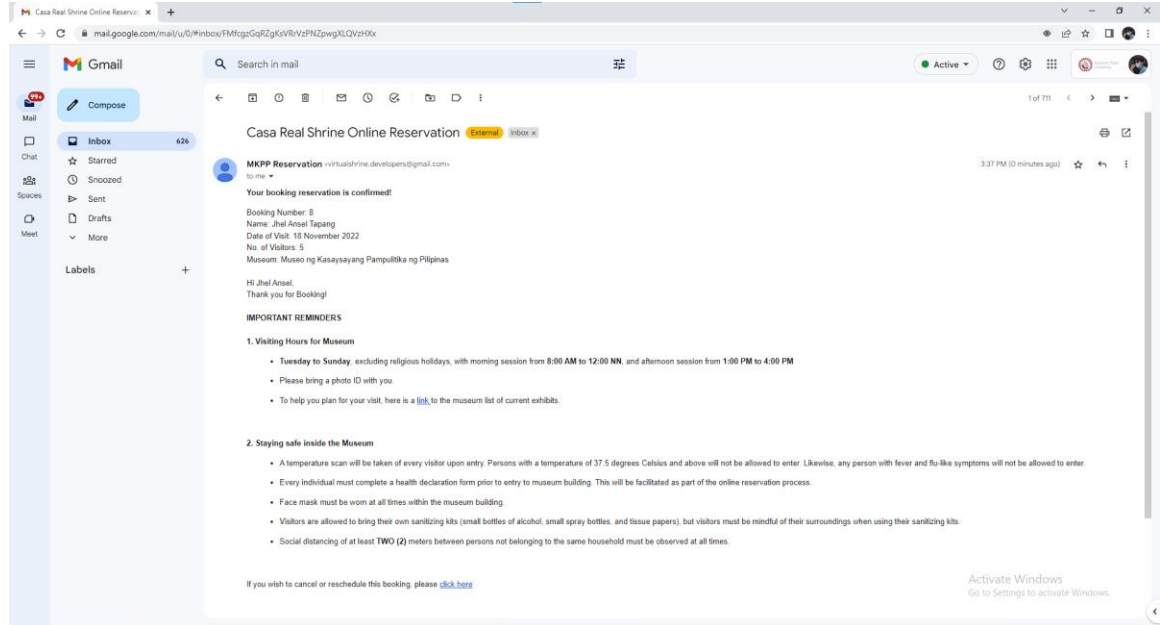 Casa Real Shrine Online Reservat
mail.google.com/mail/u/0/#inbox/FMfcgzGqRZgKsVRrVzPNZpwgXLQVzHXx
Gmail
Search in mail
Active
99+
Mail
Compose
1 of 711
Chat
Inbox 626
Starred
Spaces
Snoozed
Sent
Meet
Drafts
More
Labels
Casa Real Shrine Online Reservation External Inbox x
MKPP Reservation <virtualshrine.developers@gmail.com> 3:37 PM (0 minutes ago)
to me
Your booking reservation is confirmed!
Booking Number: 8
Name: Jhel Ansel Tapang
Date of Visit: 18 November 2022
No. of Visitors: 5
Museum: Museo ng Kasaysayang Pampulitika ng Pilipinas
Hi Jhel Ansel,
Thank you for Booking!
IMPORTANT REMINDERS
1. Visiting Hours for Museum
• Tuesday to Sunday, excluding religious holidays, with morning session from 8:00 AM to 12:00 NN, and afternoon session from 1:00 PM to 4:00 PM
• Please bring a photo ID with you.
• To help you plan for your visit, here is a link to the museum list of current exhibits.
2. Staying safe inside the Museum
• A temperature scan will be taken of every visitor upon entry. Persons with a temperature of 37.5 degrees Celsius and above will not be allowed to enter. Likewise, any person with fever and flu-like symptoms will not be allowed to enter.
• Every individual must complete a health declaration form prior to entry to museum building. This will be facilitated as part of the online reservation process.
• Face mask must be worn at all times within the museum building.
• Visitors are allowed to bring their own sanitizing kits (small bottles of alcohol, small spray bottles, and tissue papers), but visitors must be mindful of their surroundings when using their sanitizing kits.
• Social distancing of at least TWO (2) meters between persons not belonging to the same household must be observed at all times.
If you wish to cancel or reschedule this booking, please click here
Activate Windows
Go to Settings to activate Windows.